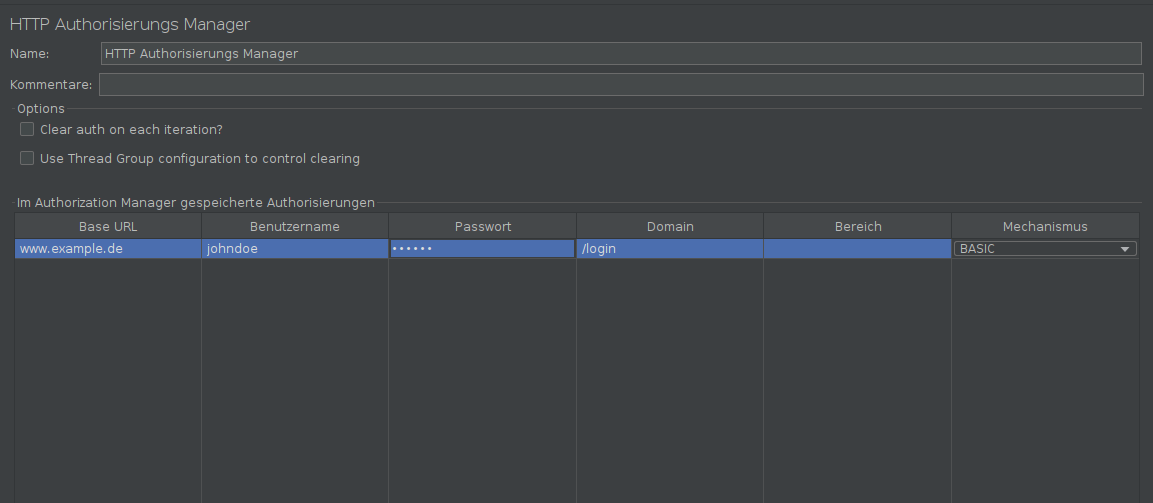 HTTP Authorisierungs Manager
Name: HTTP Authorisierungs Manager
Kommentare:
Options
Clear auth on each iteration?
Use Thread Group configuration to control clearing
Im Authorization Manager gespeicherte Authorisierungen
Base URL Benutzername Passwort Domain Bereich Mechanismus
www.example.de johndoe •••••• /login BASIC